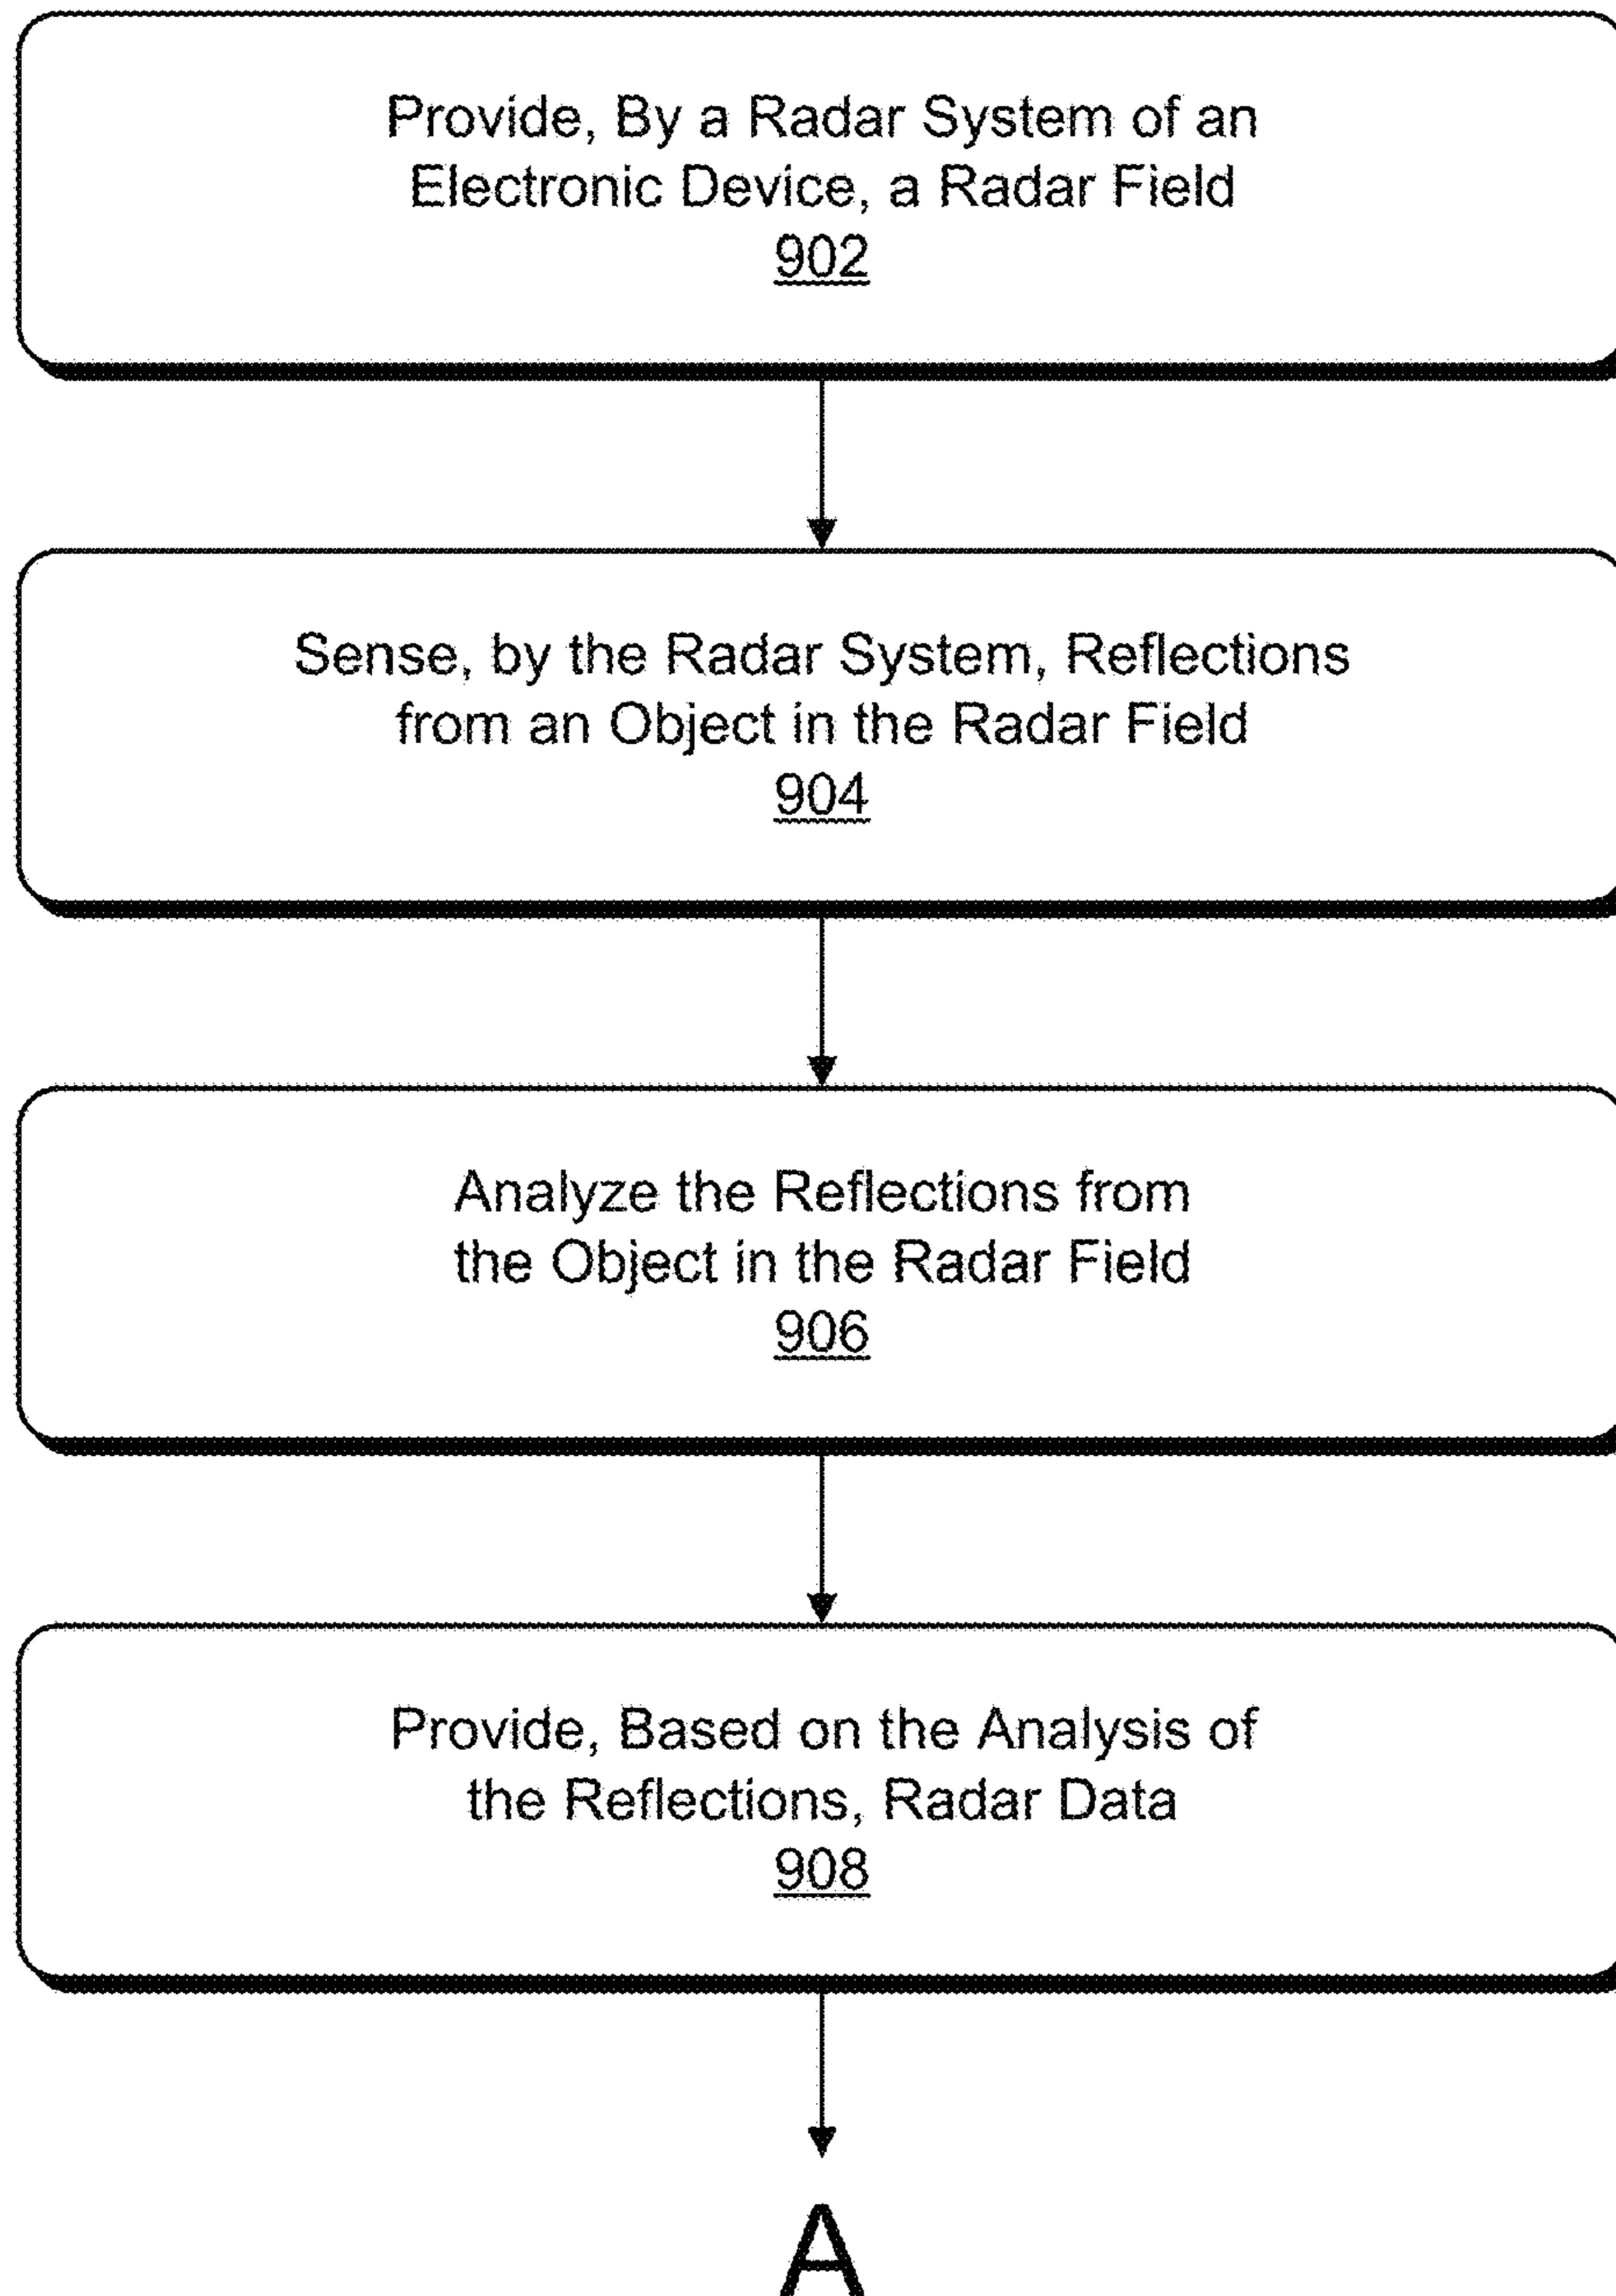 Provide, By a Radar System of an
Electronic Device, a Radar Field
902
Sense, by the Radar System, Reflections
from an Object in the Radar Field
904
Analyze the Reflections from
the Object in the Radar Field
906
Provide, Based on the Analysis of
the Reflections, Radar Data
908
A